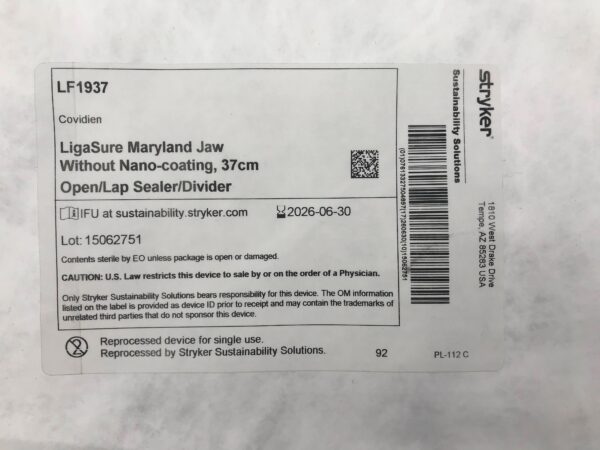 LF1937
Covidien
LigaSure Maryland Jaw
Without Nano-coating, 37cm
Open/Lap Sealer/Divider
IFU at sustainability.stryker.com
2026-06-30
Lot: 15062751
Contents sterile by EO unless package is open or damaged.
CAUTION: U.S. Law restricts this device to sale by or on the order of a Physician.
Only Stryker Sustainability Solutions bears responsibility for this device. The OM information
listed on the label is provided as device ID prior to receipt and may contain the trademarks of
unrelated third parties that do not sponsor this device.
2
Reprocessed device for single use.
Reprocessed by Stryker Sustainability Solutions.
92
PL-112 C
stryker
Sustainability Solutions
1810 West Drake Drive
Tempe, AZ 85283 USA